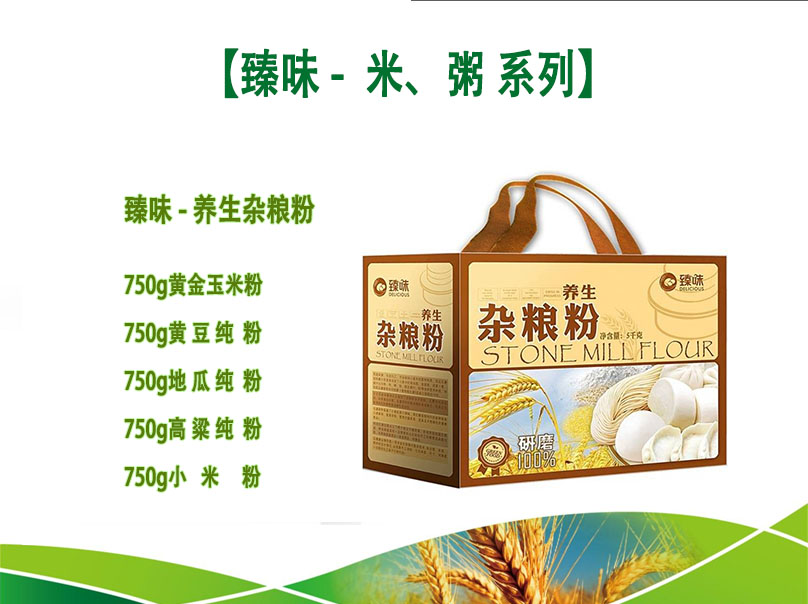 【臻味 - 米、粥 系列】
臻味 - 养生杂粮粉
750g黄金玉米粉
750g黄 豆 纯 粉
750g地 瓜 纯 粉
750g高 粱 纯 粉
750g小 米 粉
臻味
DELICIOUS
养生
杂粮粉
STONE MILL FLOUR
臻味
DELICIOUS
养生
杂粮粉
净含量：5千克
STONE MILL FLOUR
研磨
100%